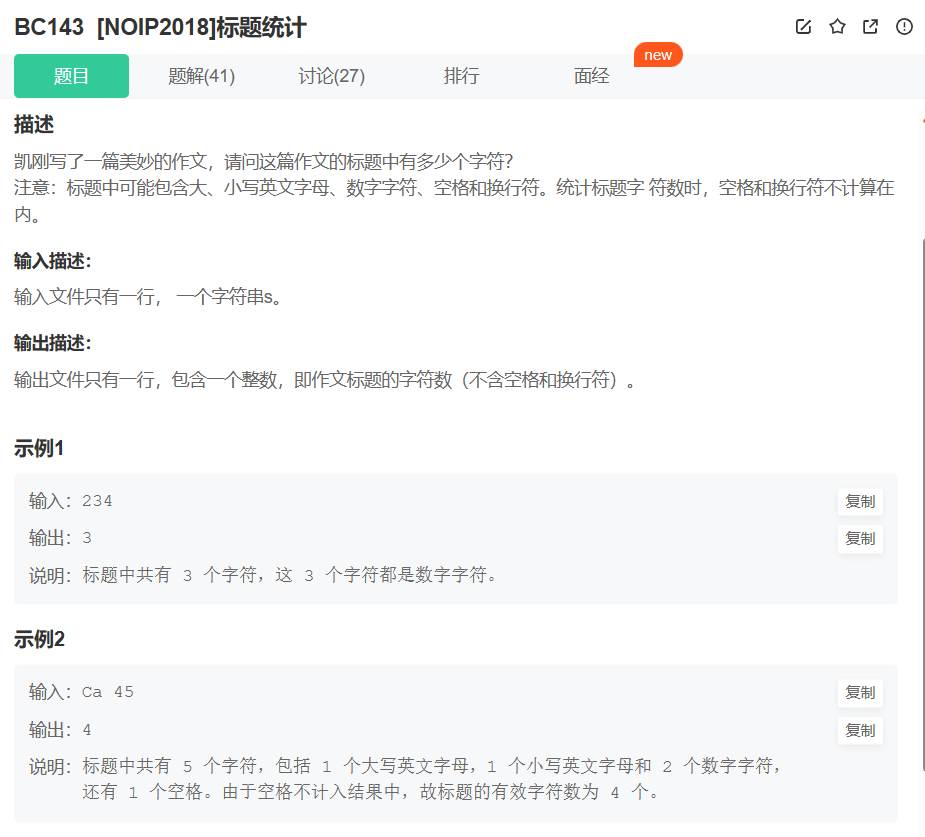 BC143 [NOIP2018]标题统计
题目 题解(41) 讨论(27) 排行 面经 new
描述
凯刚写了一篇美妙的作文，请问这篇作文的标题中有多少个字符？
注意：标题中可能包含大、小写英文字母、数字字符、空格和换行符。统计标题字 符数时，空格和换行符不计算在
内。
输入描述：
输入文件只有一行， 一个字符串s。
输出描述：
输出文件只有一行，包含一个整数，即作文标题的字符数（不含空格和换行符）。
示例1
输入：234 复制
输出：3 复制
说明：标题中共有 3 个字符，这 3 个字符都是数字字符。
示例2
输入：Ca 45 复制
输出：4 复制
说明：标题中共有 5 个字符，包括 1 个大写英文字母，1 个小写英文字母和 2 个数字字符，
还有 1 个空格。由于空格不计入结果中，故标题的有效字符数为 4 个。